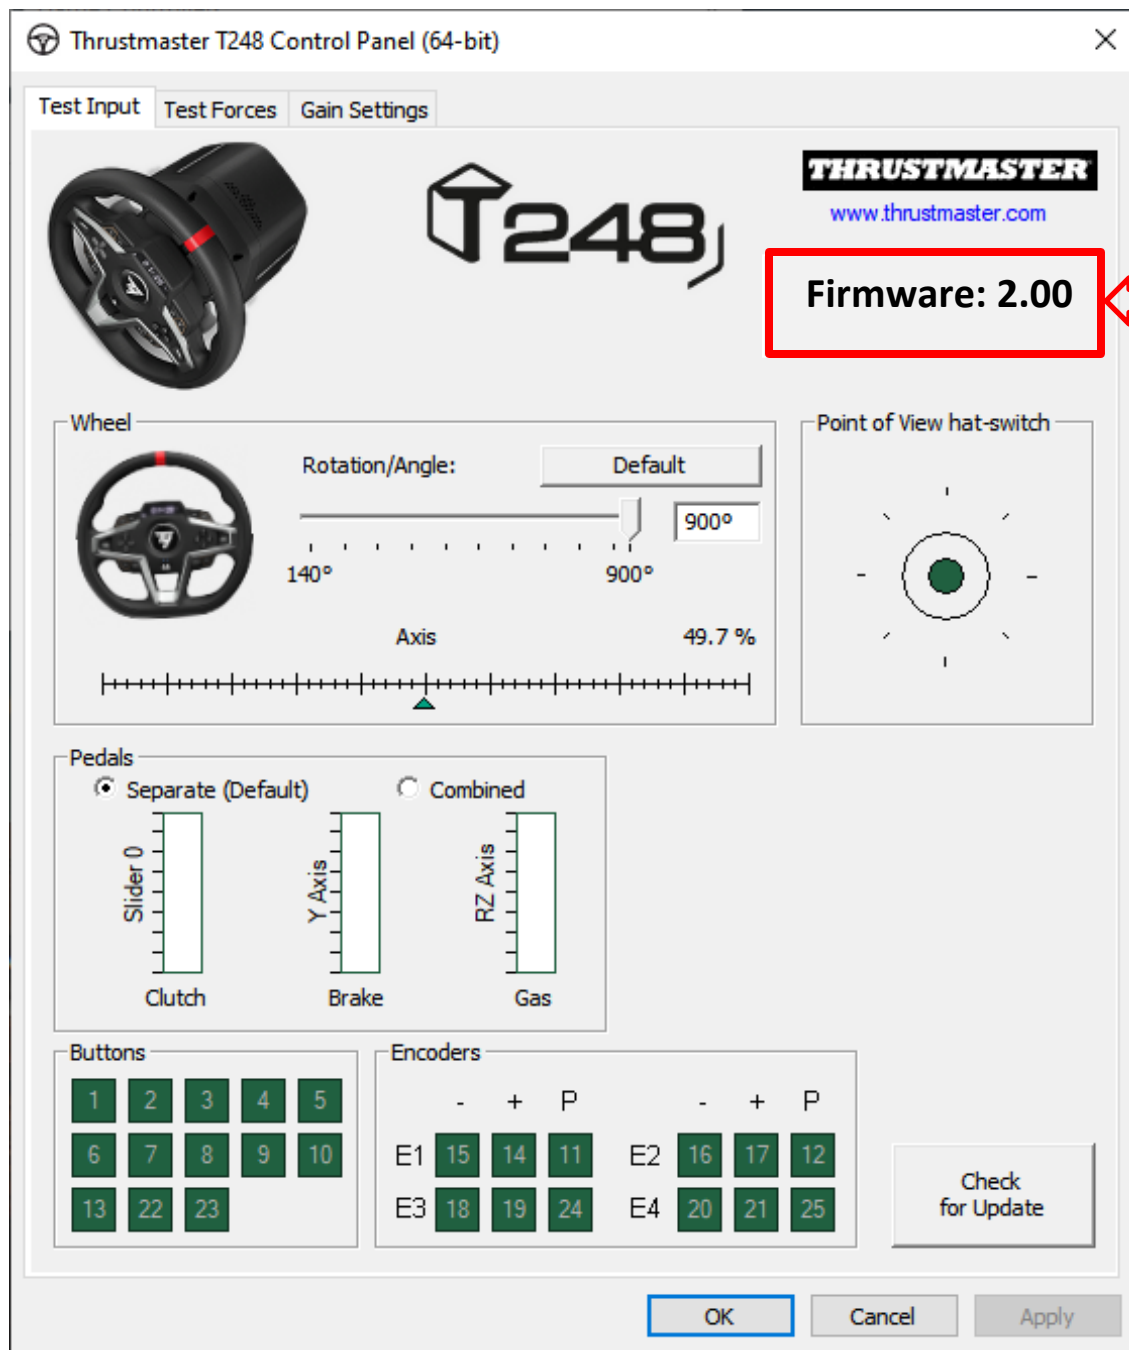 Thrustmaster T248 Control Panel (64-bit)
Test Input Test Forces Gain Settings
T248
THRUSTMASTER
www.thrustmaster.com
Firmware: 2.00
Wheel
Rotation/Angle: Default
900°
140° 900°
Axis 49.7 %
Point of View hat-switch
Pedals
Separate (Default) Combined
Slider 0 Y Axis RZ Axis
Clutch Brake Gas
Buttons
1 2 3 4 5
6 7 8 9 10
13 22 23
Encoders
- + P - + P
E1 15 14 11 E2 16 17 12
E3 18 19 24 E4 20 21 25
Check
for Update
OK Cancel Apply